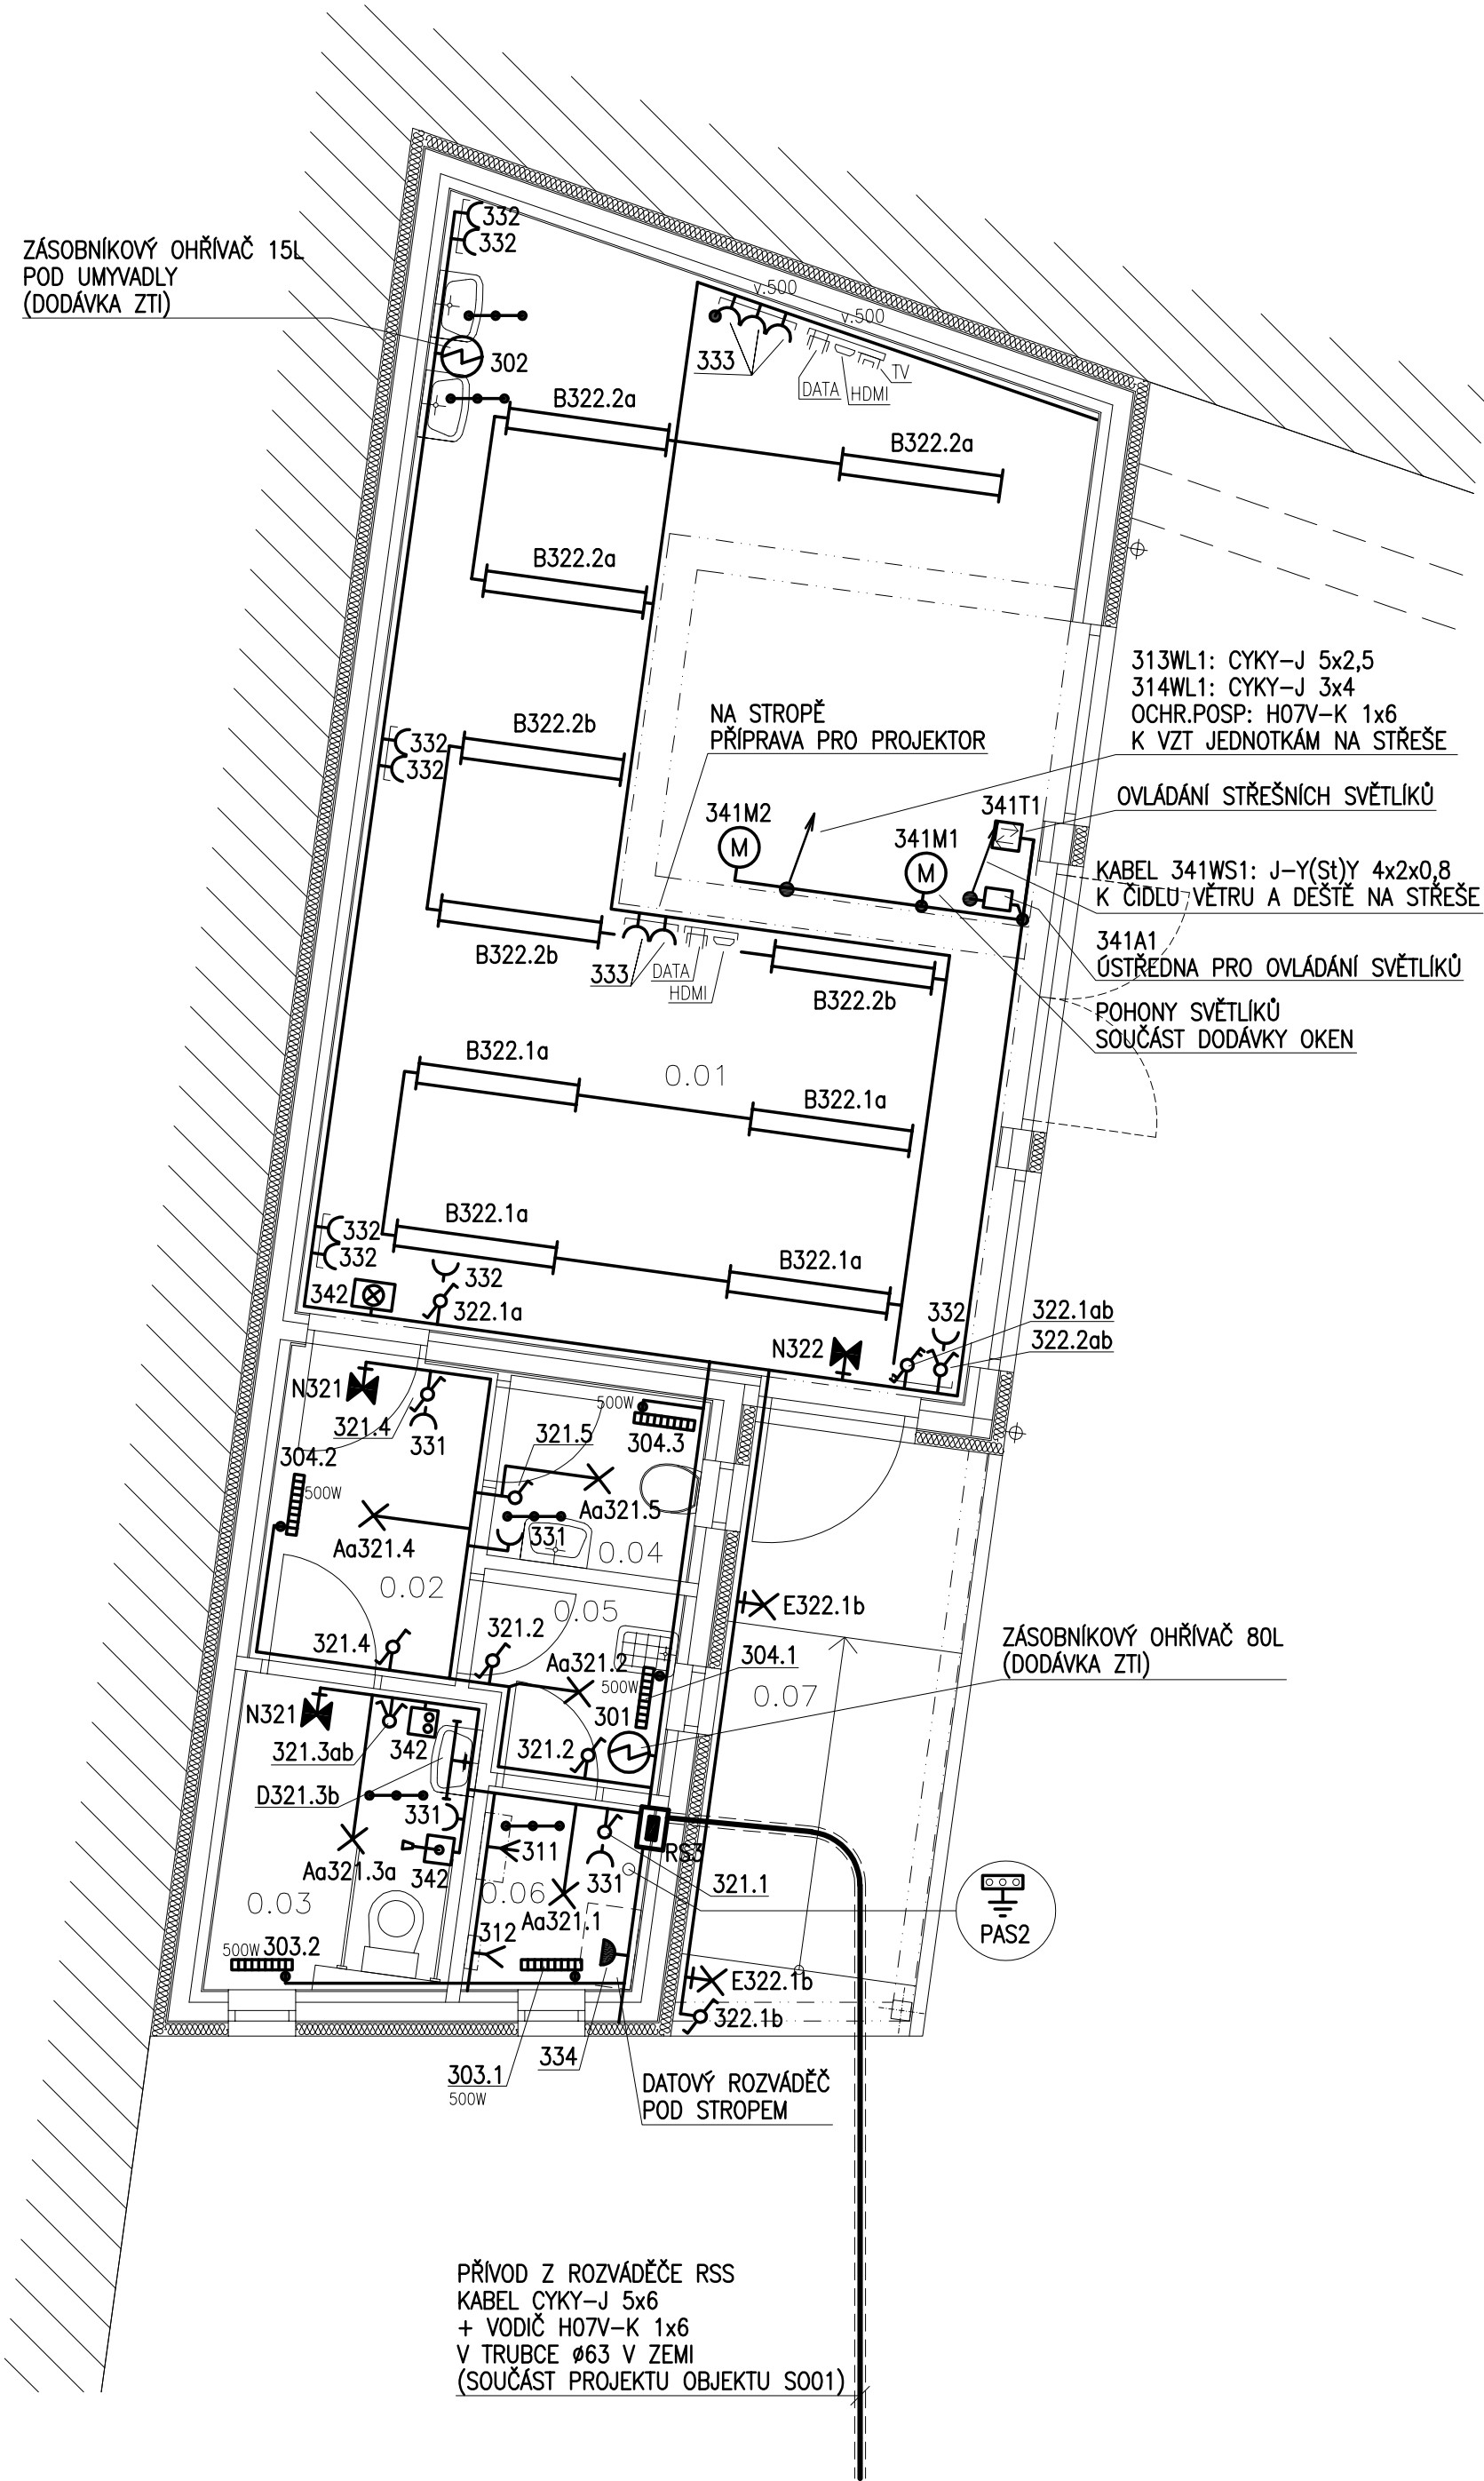 332
332
ZÁSOBNÍKOVÝ OHŘÍVAČ 15L
POD UMYVADLY
(DODÁVKA ZTI)
302
v.500
v.500
333
DATA
HDMI
TV
B322.2a
B322.2a
B322.2a
313WL1: CYKY-J 5x2,5
314WL1: CYKY-J 3x4
OCHR.POSP: H07V-K 1x6
K VZT JEDNOTKÁM NA STŘEŠE
NA STROPĚ
PŘÍPRAVA PRO PROJEKTOR
B322.2b
332
332
341M2
M
341M1
M
341T1
OVLÁDÁNÍ STŘEŠNÍCH SVĚTLÍKŮ
KABEL 341WS1: J-Y(St)Y 4x2x0,8
K ČIDLU VĚTRU A DEŠTĚ NA STŘEŠE
341A1
ÚSTŘEDNA PRO OVLÁDÁNÍ SVĚTLÍKŮ
POHONY SVĚTLÍKŮ
SOUČÁST DODÁVKY OKEN
B322.2b
333
DATA
HDMI
B322.2b
B322.1a
0.01
B322.1a
B322.1a
B322.1a
332
332
342
332
322.1a
332
322.1ab
322.2ab
N322
N321
321.4
331
500W
304.3
321.5
304.2
500W
Aa321.4
Aa321.5
331
0.04
0.02
0.05
E322.1b
321.4
321.2
Aa321.2
500W
304.1
ZÁSOBNÍKOVÝ OHŘÍVAČ 80L
(DODÁVKA ZTI)
0.07
301
N321
321.3ab
342
321.2
D321.3b
331
311
RS3
Aa321.3a
342
331
321.1
0.03
0.06
Aa321.1
312
PAS2
500W
303.2
E322.1b
322.1b
334
303.1
500W
DATOVÝ ROZVÁDĚČ
POD STROPEM
PŘÍVOD Z ROZVÁDĚČE RSS
KABEL CYKY-J 5x6
+ VODIČ H07V-K 1x6
V TRUBCE ø63 V ZEMI
(SOUČÁST PROJEKTU OBJEKTU SO01)